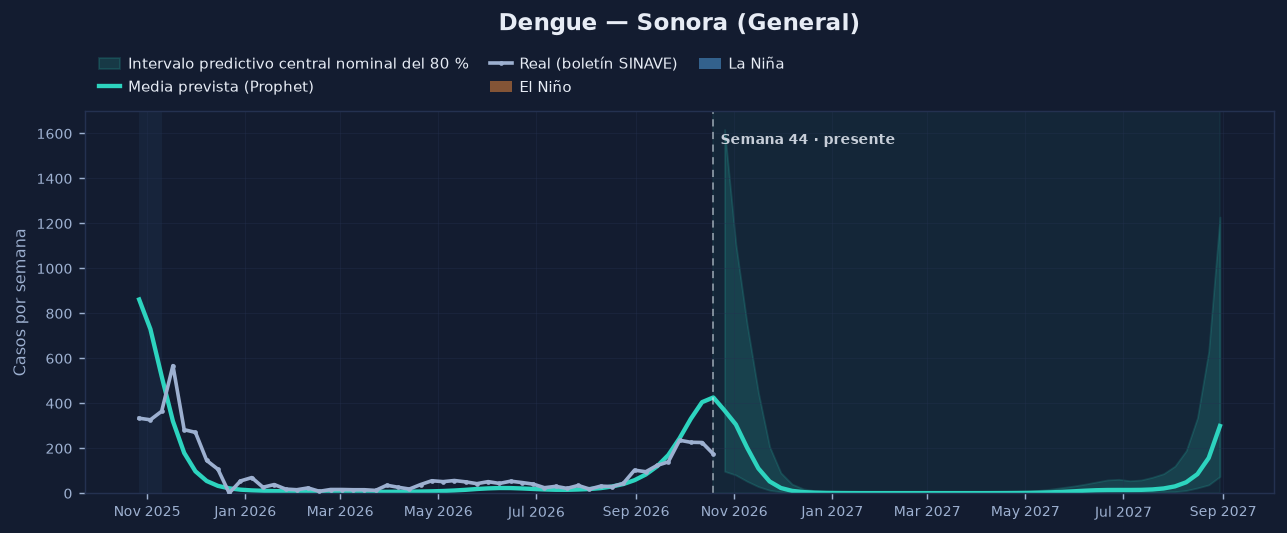 Dengue — Sonora (General)
Intervalo predictivo central nominal del 80 %
Real (boletín SINAVE)
La Niña
Media prevista (Prophet)
El Niño
Semana 44 · presente
Casos por semana
1600
1400
1200
1000
800
600
400
200
0
Nov 2025
Jan 2026
Mar 2026
May 2026
Jul 2026
Sep 2026
Nov 2026
Jan 2027
Mar 2027
May 2027
Jul 2027
Sep 2027